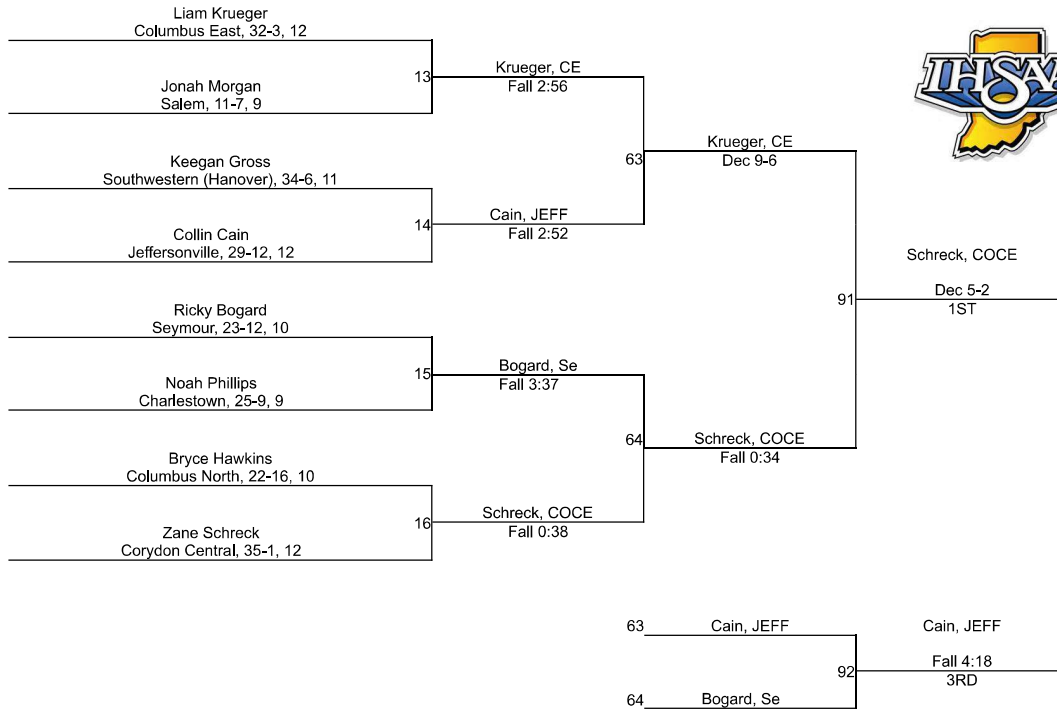 Liam Krueger
Columbus East, 32-3, 12
Jonah Morgan
Salem, 11-7, 9
Keegan Gross
Southwestern (Hanover), 34-6, 11
Collin Cain
Jeffersonville, 29-12, 12
Ricky Bogard
Seymour, 23-12, 10
Noah Phillips
Charlestown, 25-9, 9
Bryce Hawkins
Columbus North, 22-16, 10
Zane Schreck
Corydon Central, 35-1, 12
13
Krueger, CE
Fall 2:56
14
Cain, JEFF
Fall 2:52
15
Bogard, Se
Fall 3:37
16
Schreck, COCE
Fall 0:38
63
Krueger, CE
Dec 9-6
64
Schreck, COCE
Fall 0:34
IHSAA
91
Schreck, COCE
Dec 5-2
1ST
63
Cain, JEFF
64
Bogard, Se
92
Cain, JEFF
Fall 4:18
3RD